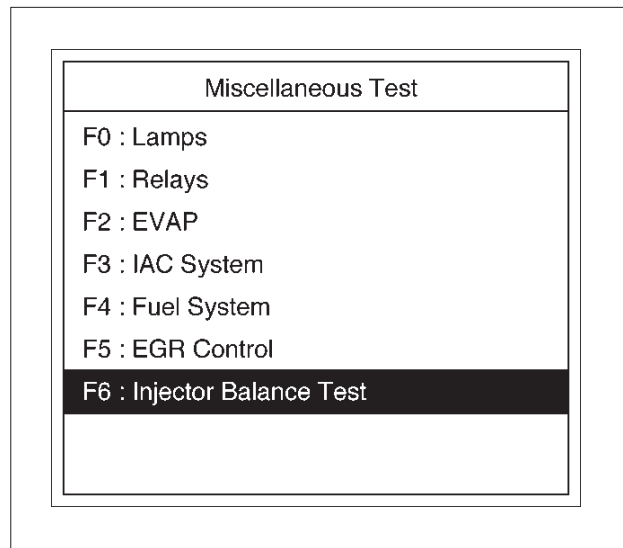 Miscellaneous Test
F0 : Lamps
F1 : Relays
F2 : EVAP
F3 : IAC System
F4 : Fuel System
F5 : EGR Control
F6 : Injector Balance Test